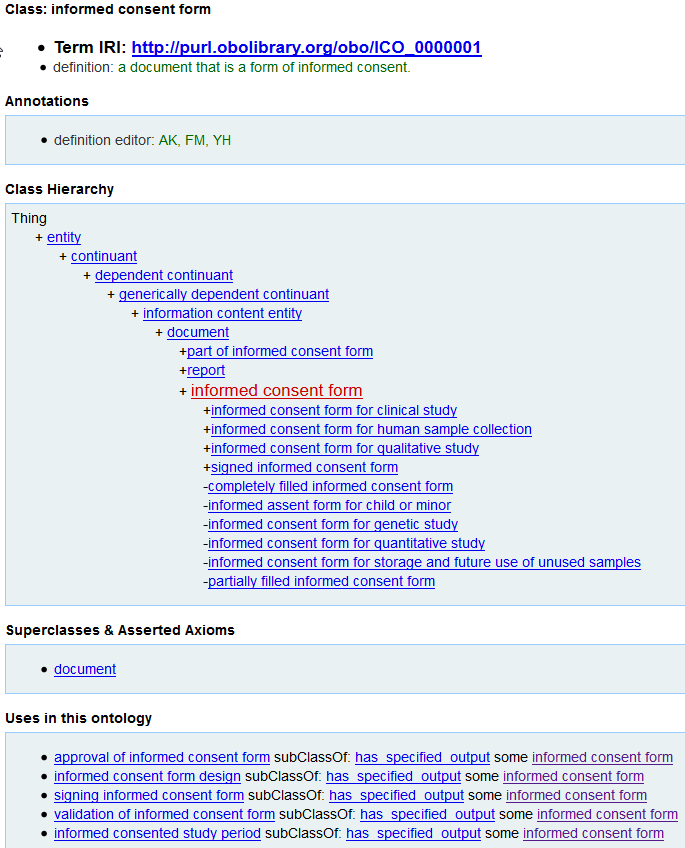 Class: informed consent form
Term IRI: http://purl.obolibrary.org/obo/ICO_0000001
definition: a document that is a form of informed consent.
Annotations
definition editor: AK, FM, YH
Class Hierarchy
Thing
+ entity
+ continuant
+ dependent continuant
+ generically dependent continuant
+ information content entity
+ document
+part of informed consent form
+report
+ informed consent form
+informed consent form for clinical study
+informed consent form for human sample collection
+informed consent form for qualitative study
+signed informed consent form
-completely filled informed consent form
-informed assent form for child or minor
-informed consent form for genetic study
-informed consent form for quantitative study
-informed consent form for storage and future use of unused samples
-partially filled informed consent form
Superclasses & Asserted Axioms
document
Uses in this ontology
approval of informed consent form subClassOf: has_specified_output some informed consent form
informed consent form design subClassOf: has_specified_output some informed consent form
signing informed consent form subClassOf: has_specified_output some informed consent form
validation of informed consent form subClassOf: has_specified_output some informed consent form
informed consented study period subClassOf: has_specified_output some informed consent form